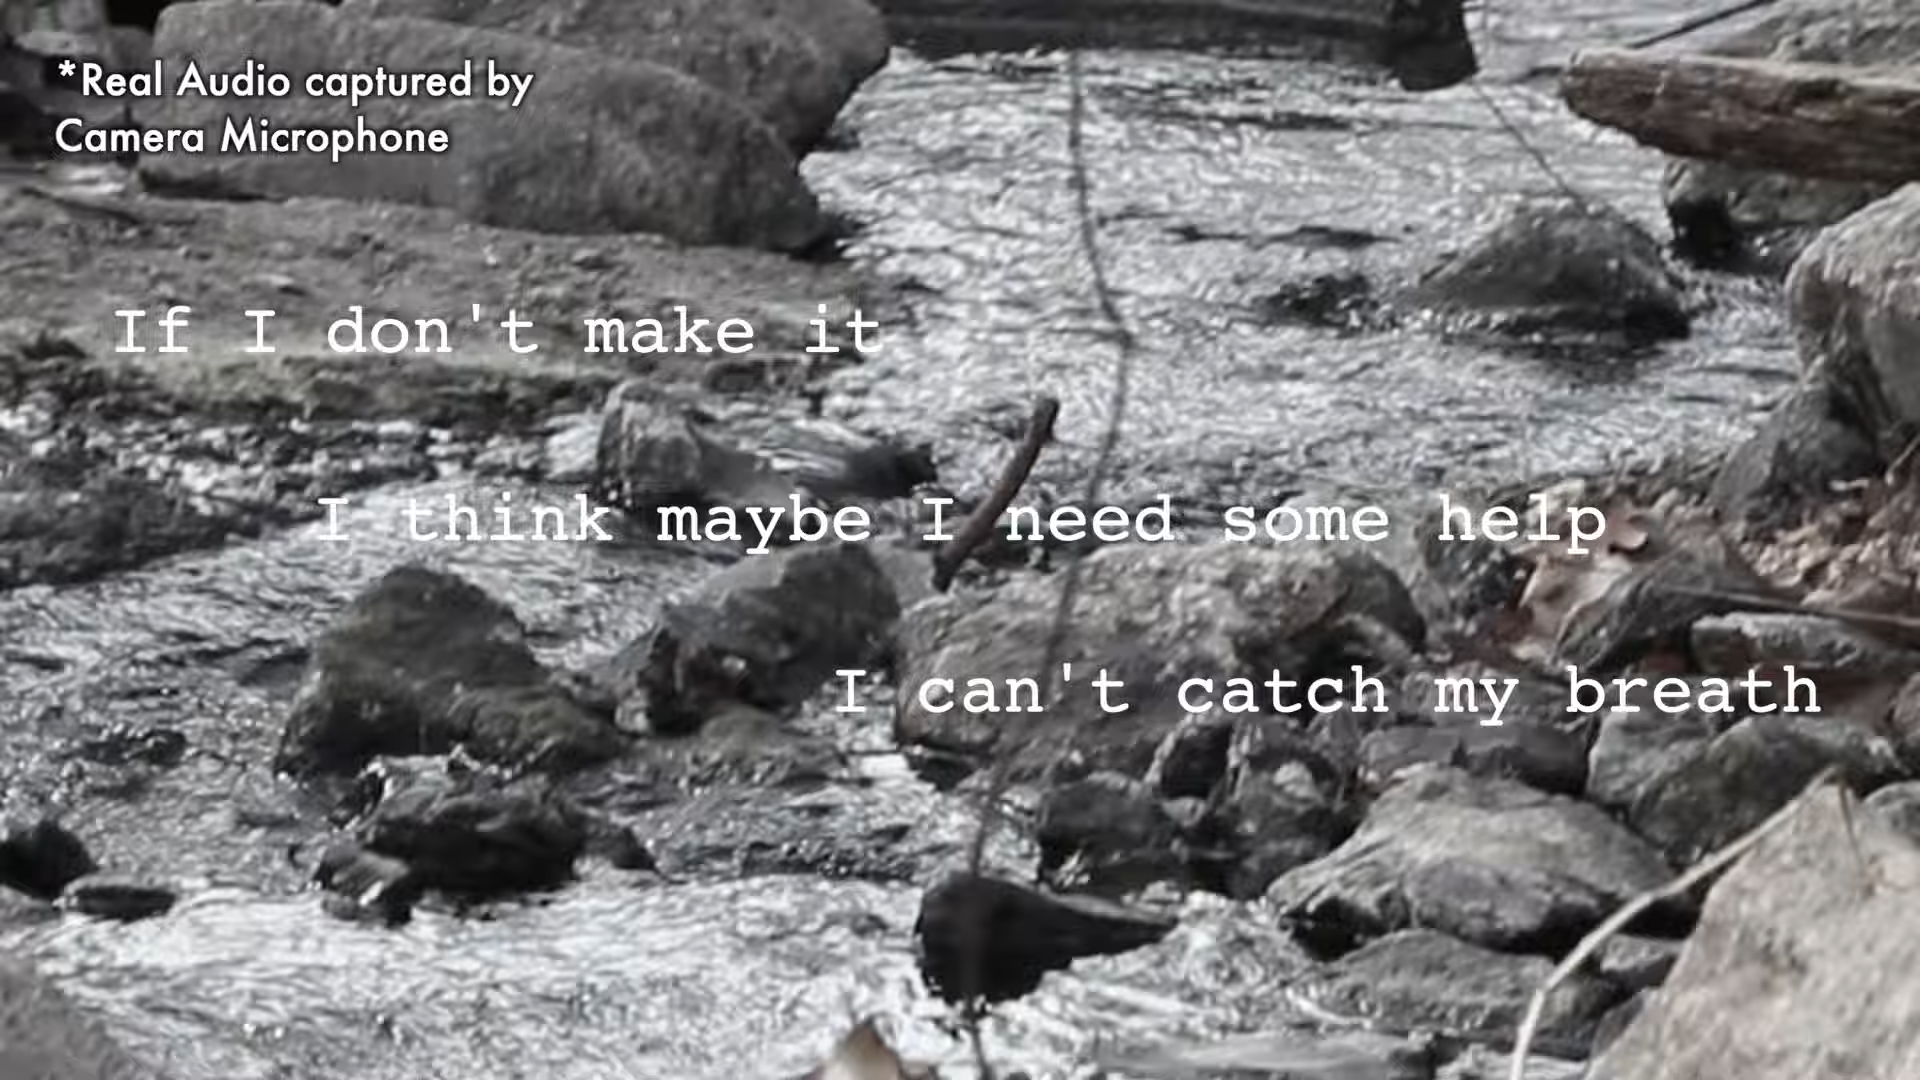 *Real Audio captured by
Camera Microphone
If I don't make it
I think maybe I need some help
I can't catch my breath